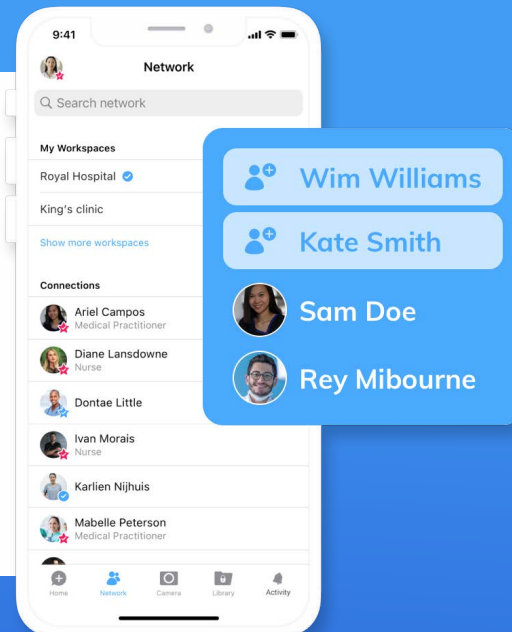 9:41
Network
Search network
My Workspaces
Royal Hospital
King's clinic
Show more workspaces
Connections
Ariel Campos
Medical Practitioner
Diane Lansdowne
Nurse
Dontae Little
Ivan Morais
Nurse
Karlien Nijhuis
Mabelle Peterson
Medical Practitioner
Home Network Camera Library Activity
Wim Williams
Kate Smith
Sam Doe
Rey Mibourne